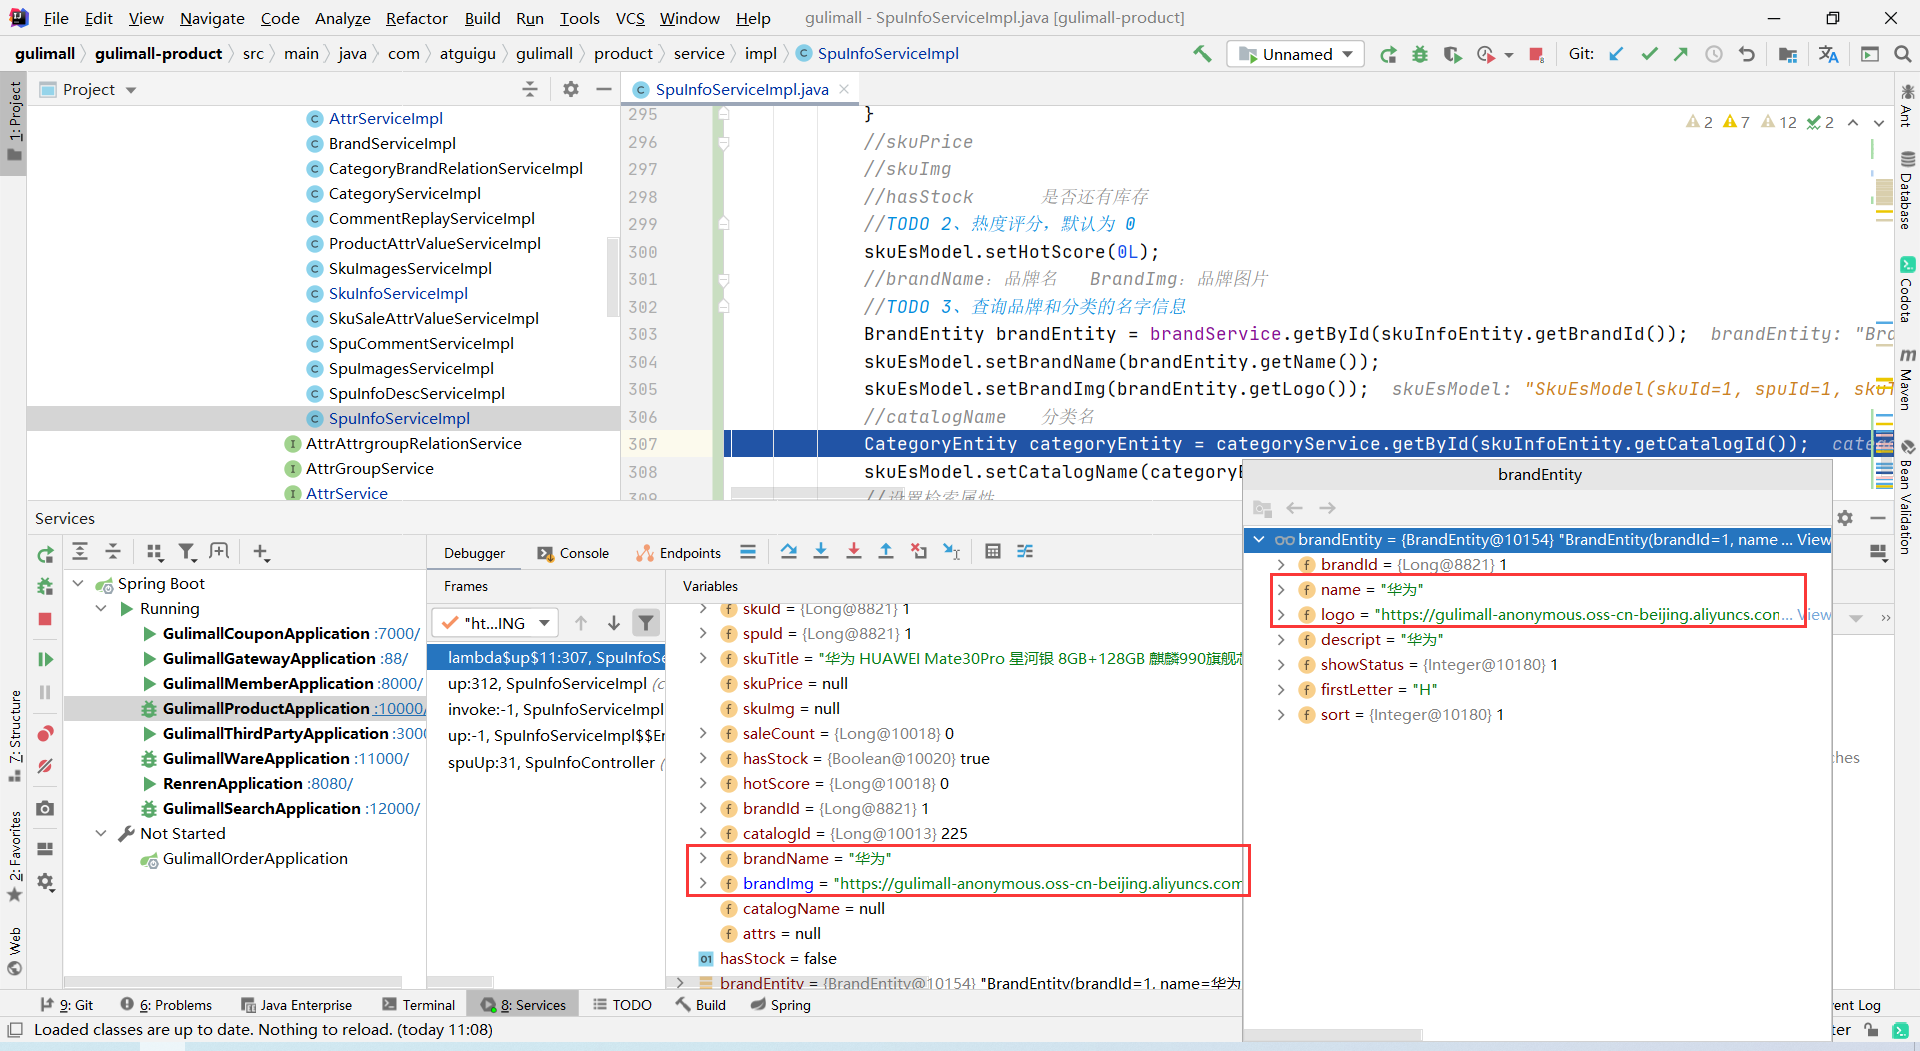 File Edit View Navigate Code Analyze Refactor Build Run Tools VCS Window Help gulimall - SpuInfoServiceImpl.java [gulimall-product]
gulimall gulimall-product src main java com atguigu gulimall product service impl SpuInfoServiceImpl Unnamed Git:
Project
SpuInfoServiceImpl.java
1: Project
7: Structure
2: Favorites
Web
AttrServiceImpl
BrandServiceImpl
CategoryBrandRelationServiceImpl
CategoryServiceImpl
CommentReplayServiceImpl
ProductAttrValueServiceImpl
SkuImagesServiceImpl
SkuInfoServiceImpl
SkuSaleAttrValueServiceImpl
SpuCommentServiceImpl
SpuImagesServiceImpl
SpuInfoDescServiceImpl
SpuInfoServiceImpl
AttrAttrgroupRelationService
AttrGroupService
AttrService
2 7 12 2
295 }
296 //skuPrice
297 //skuImg
298 //hasStock 是否还有库存
299 //TODO 2、热度评分，默认为 0
300 skuEsModel.setHotScore(0L);
301 //brandName：品牌名 BrandImg：品牌图片
302 //TODO 3、查询品牌和分类的名字信息
303 BrandEntity brandEntity = brandService.getById(skuInfoEntity.getBrandId()); brandEntity: "Bra
304 skuEsModel.setBrandName(brandEntity.getName());
305 skuEsModel.setBrandImg(brandEntity.getLogo()); skuEsModel: "SkuEsModel(skuId=1, spuId=1, sku
306 //catalogName 分类名
307 CategoryEntity categoryEntity = categoryService.getById(skuInfoEntity.getCatalogId()); cate
308 skuEsModel.setCatalogName(categoryE
309 //设置检索属性
Ant
Database
Codota
Maven
Bean Validation
Services
Spring Boot
Running
GulimallCouponApplication :7000/
GulimallGatewayApplication :88/
GulimallMemberApplication :8000/
GulimallProductApplication :10000/
GulimallThirdPartyApplication :3000
GulimallWareApplication :11000/
RenrenApplication :8080/
GulimallSearchApplication :12000/
Not Started
GulimallOrderApplication
Debugger Console Endpoints
Frames
"ht...ING
lambda$up$11:307, SpuInfoSe
up:312, SpuInfoServiceImpl (c
invoke:-1, SpuInfoServiceImpl
up:-1, SpuInfoServiceImpl$$En
spuUp:31, SpuInfoController (
Variables
skuId = {Long@8821} 1
spuId = {Long@8821} 1
skuTitle = "华为 HUAWEI Mate30Pro 星河银 8GB+128GB 麒麟990旗舰芯
skuPrice = null
skuImg = null
saleCount = {Long@10018} 0
hasStock = {Boolean@10020} true
hotScore = {Long@10018} 0
brandId = {Long@8821} 1
catalogId = {Long@10013} 225
brandName = "华为"
brandImg = "https://gulimall-anonymous.oss-cn-beijing.aliyuncs.com
catalogName = null
attrs = null
01 hasStock = false
brandEntity = {BrandEntity@10154} "BrandEntity(brandId=1, name=华为
brandEntity
brandEntity = {BrandEntity@10154} "BrandEntity(brandId=1, name ... View
brandId = {Long@8821} 1
name = "华为"
logo = "https://gulimall-anonymous.oss-cn-beijing.aliyuncs.con... View
descript = "华为"
showStatus = {Integer@10180} 1
firstLetter = "H"
sort = {Integer@10180} 1
ches
9: Git 6: Problems Java Enterprise Terminal 8: Services TODO Build Spring ent Log
Loaded classes are up to date. Nothing to reload. (today 11:08) ter